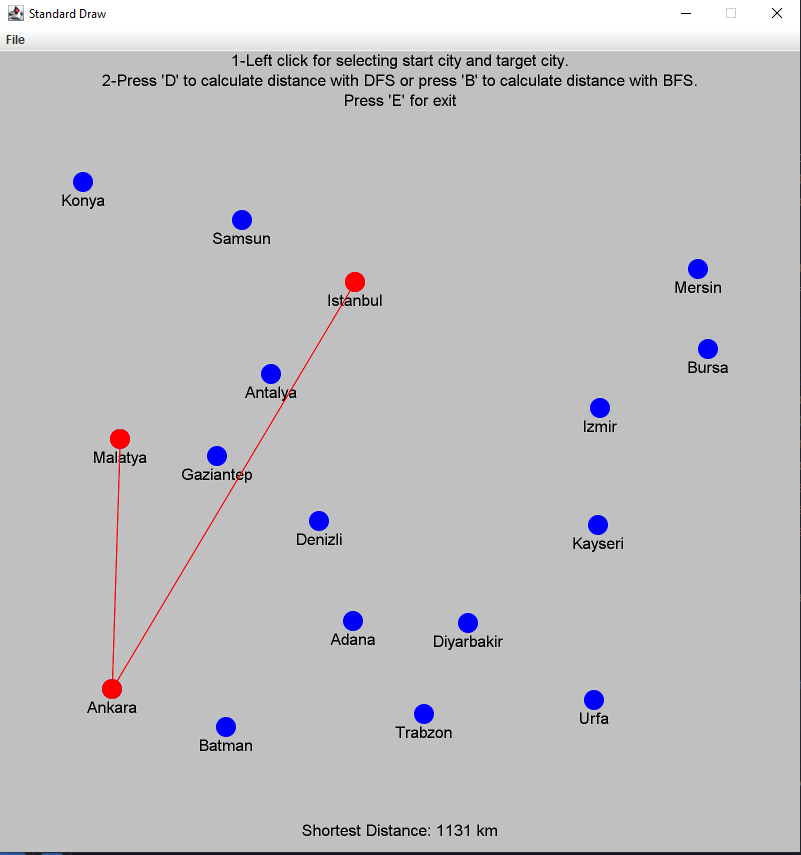 Standard Draw
File
1-Left click for selecting start city and target city.
2-Press 'D' to calculate distance with DFS or press 'B' to calculate distance with BFS.
Press 'E' for exit
Konya
Samsun
Mersin
Istanbul
Bursa
Antalya
Izmir
Malatya
Gaziantep
Denizli
Kayseri
Adana
Diyarbakir
Ankara
Urfa
Trabzon
Batman
Shortest Distance: 1131 km